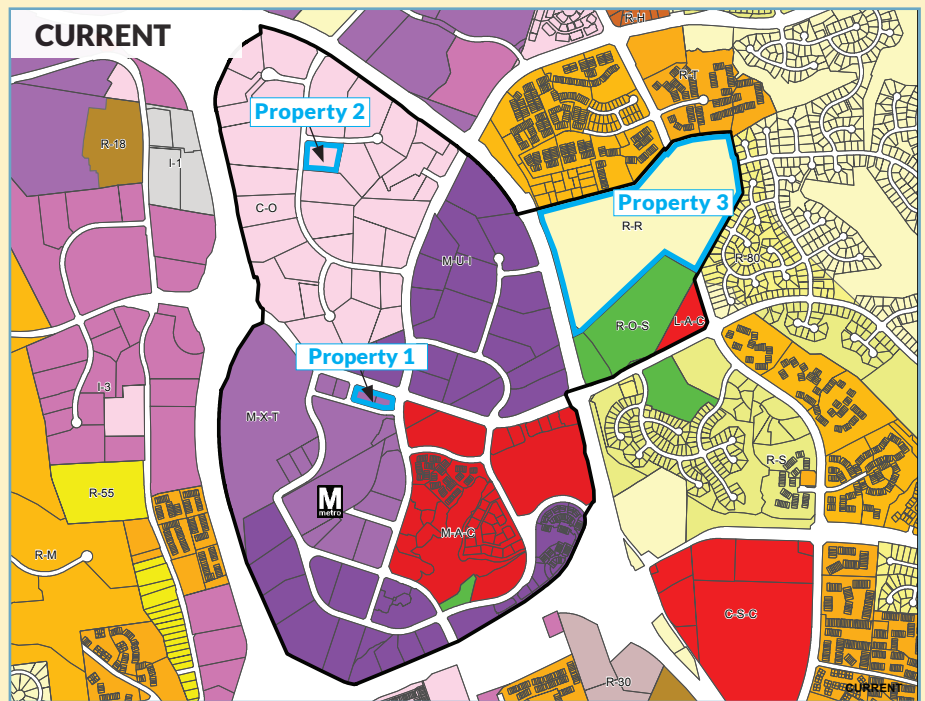 CURRENT
R-H
R-T
Property 2
R-18
I-1
C-O
Property 3
R-R
M-U-I
R-80
R-O-S
L-A-C
Property 1
I-3
M-X-T
R-S
R-55
M
metro
M-A-C
R-M
C-S-C
R-30
CURRENT